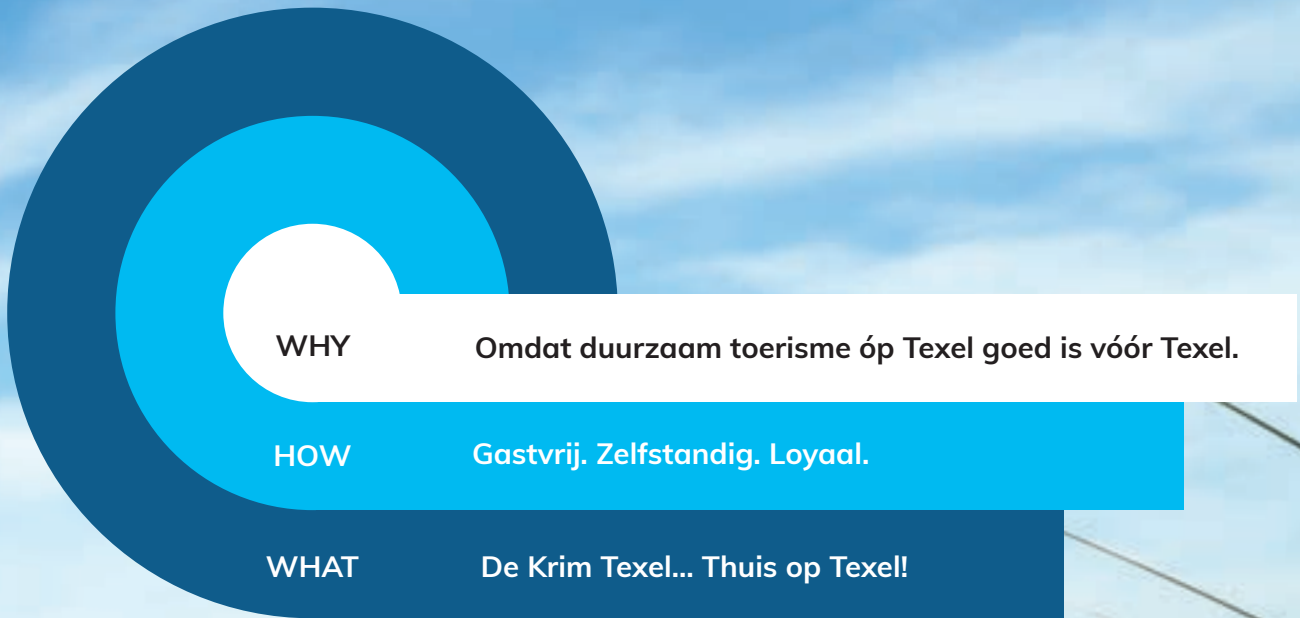 WHY Omdat duurzaam toerisme óp Texel goed is vóór Texel.
HOW Gastvrij. Zelfstandig. Loyaal.
WHAT De Krim Texel... Thuis op Texel!